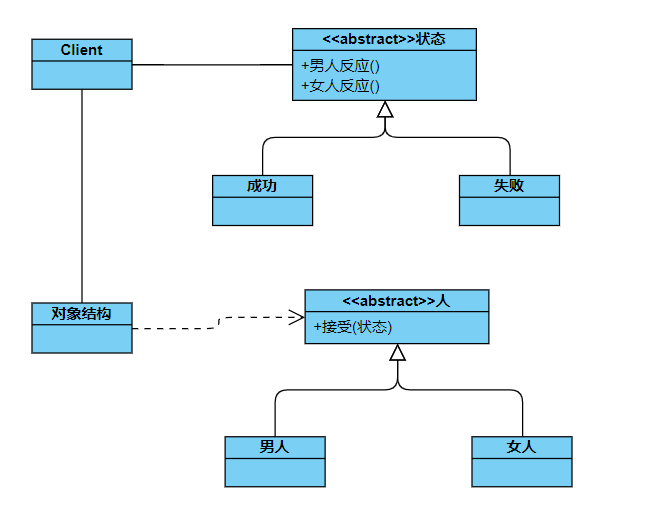 Client
<<abstract>>状态
+男人反应()
+女人反应()
成功
失败
对象结构
<<abstract>>人
+接受(状态)
男人
女人